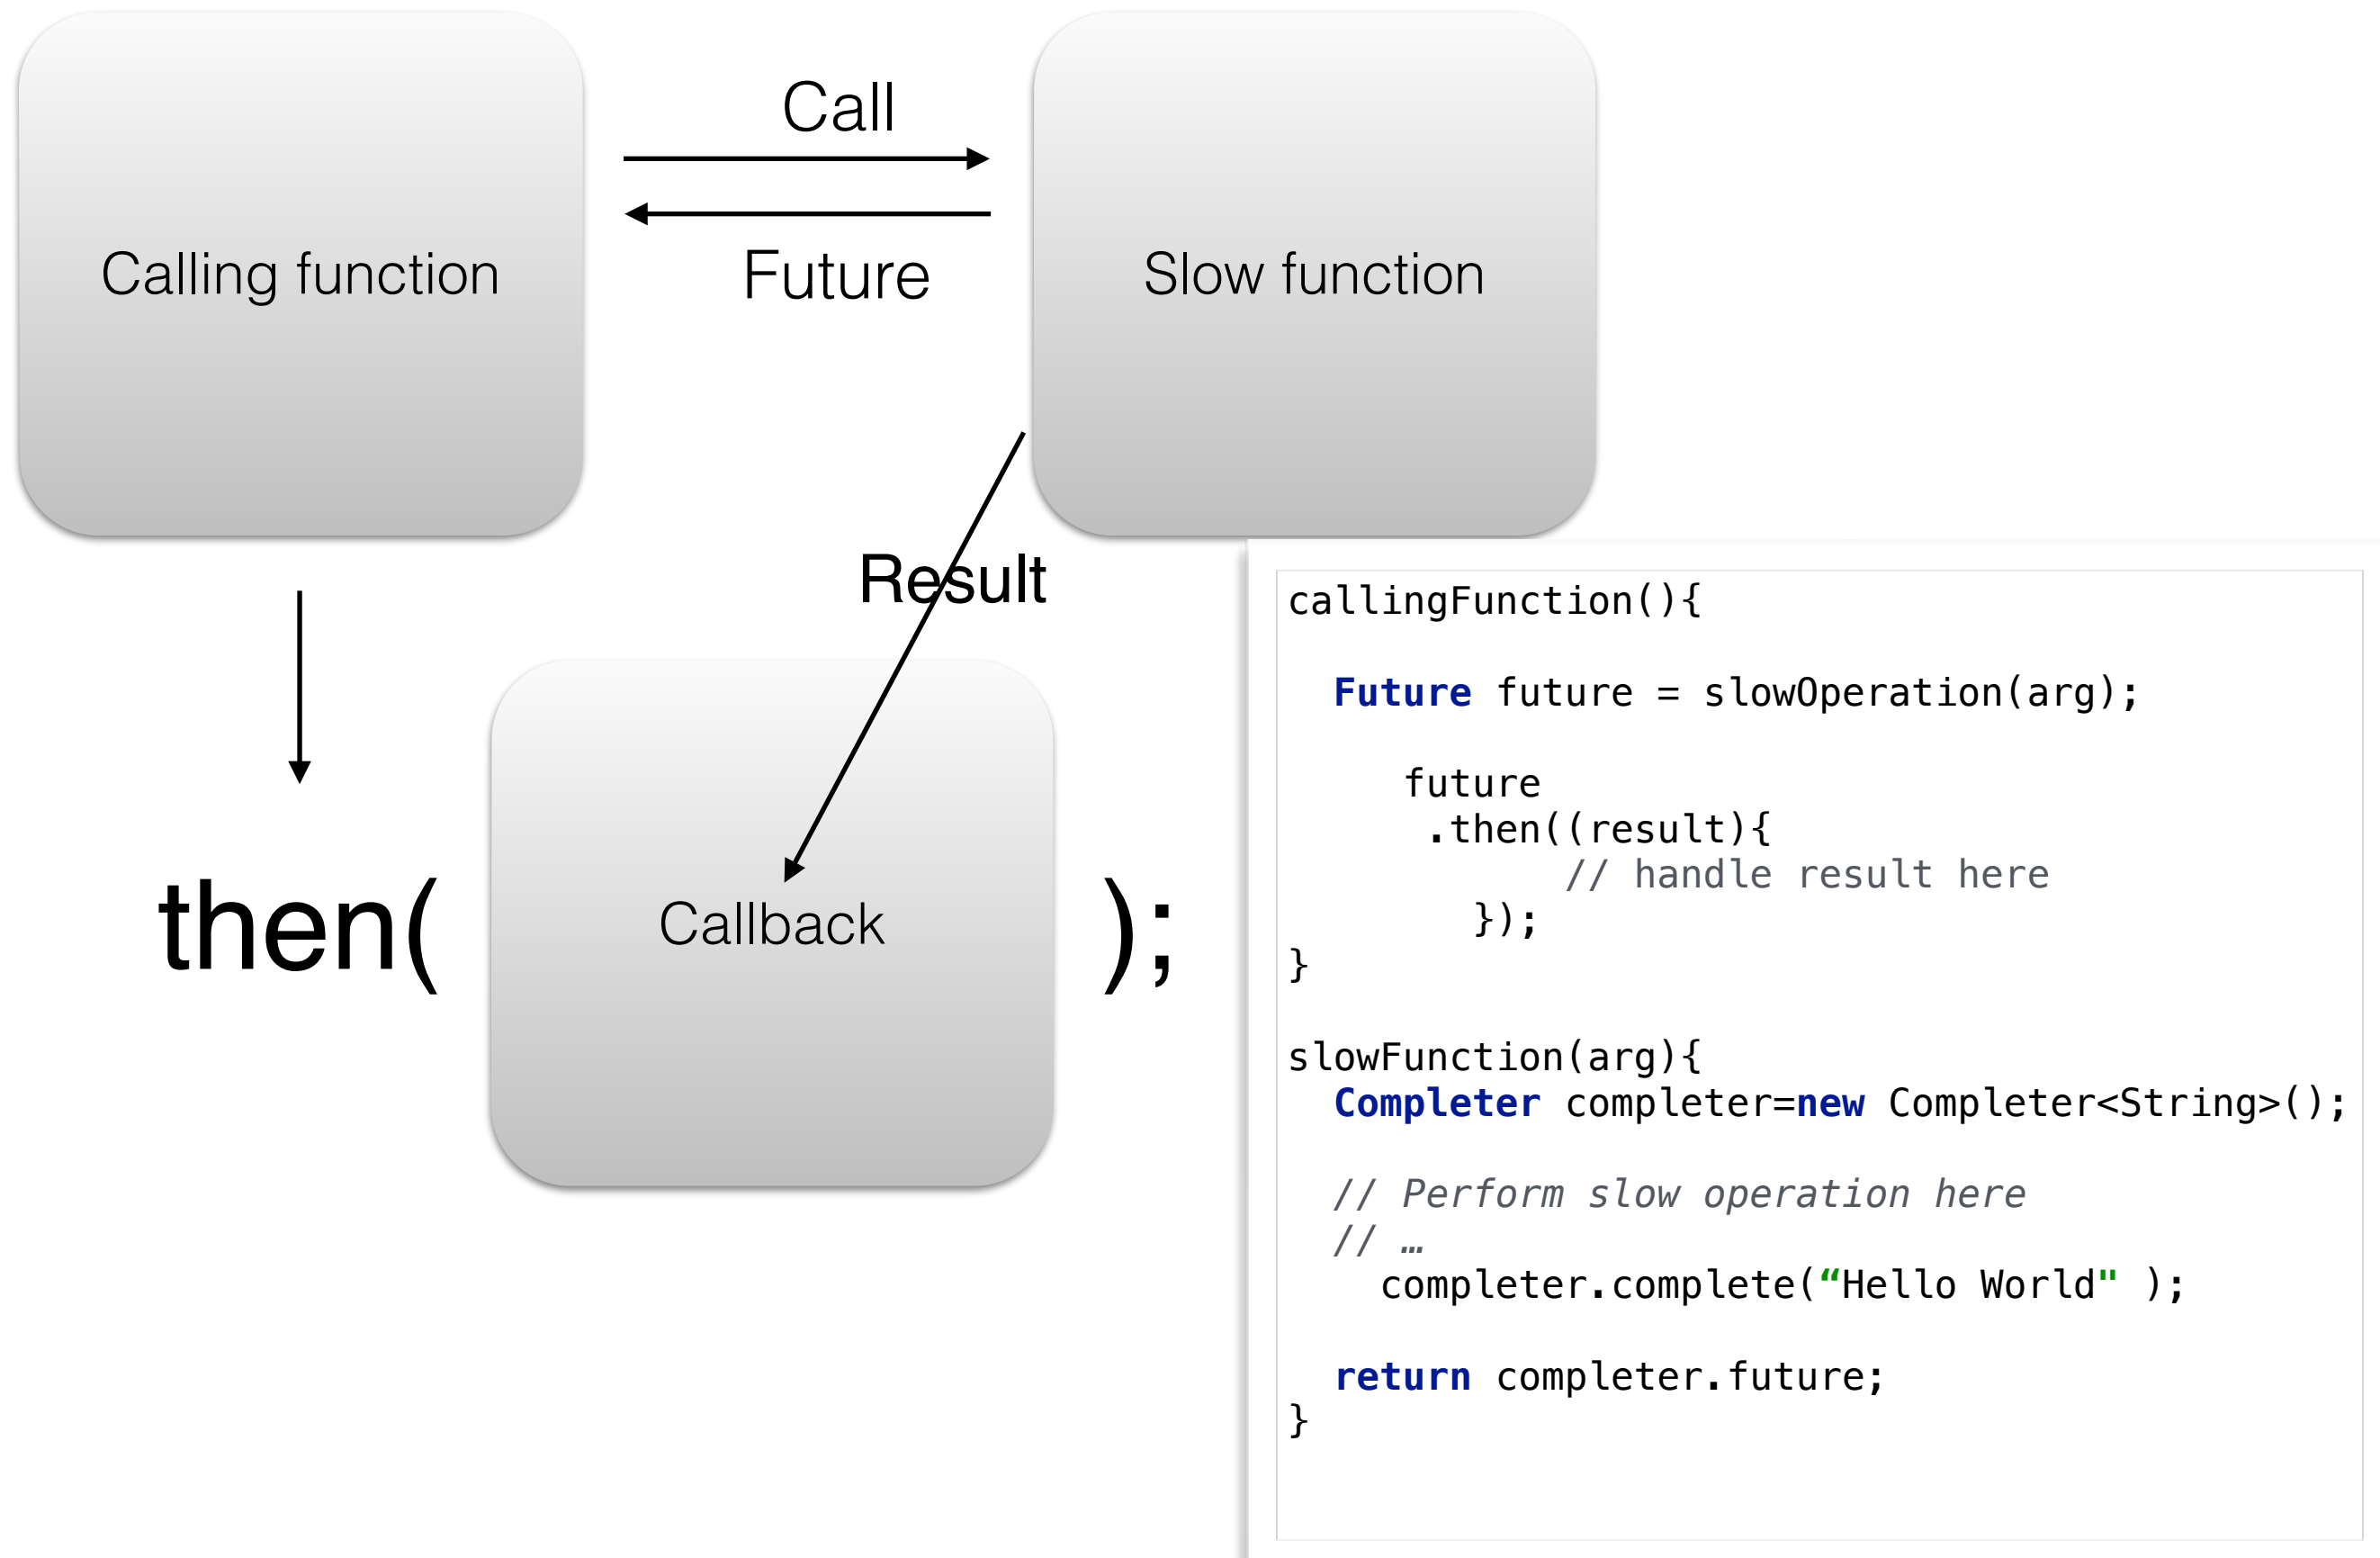 Call
Calling function
Future
Slow function
Result
then(
Callback
);
callingFunction(){
Future future = slowOperation(arg);
future
.then((result){
// handle result here
});
}
slowFunction(arg){
Completer completer=new Completer<String>();
// Perform slow operation here
// …
completer.complete(“Hello World" );
return completer.future;
}